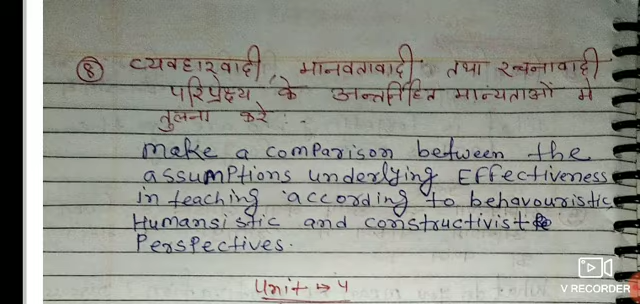 ⑧ व्यवहारवादी, मानवतावादी तथा रचनावादी
परिप्रेक्ष्य के अन्तर्निहित मान्यताओं में
तुलना करे :-
Make a comparison between the
assumptions underlying Effectiveness
in teaching according to behavouristic
Humansistic and constructivist
Perspectives.
Unit → 4
V RECORDER